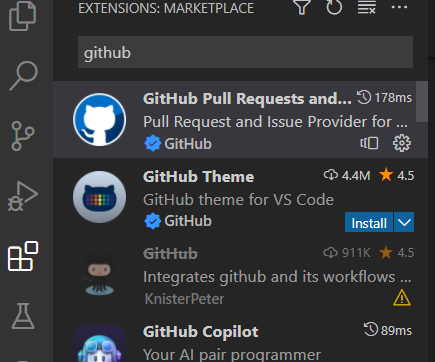 EXTENSIONS: MARKETPLACE
github
GitHub Pull Requests and... 178ms
Pull Request and Issue Provider for ...
GitHub
GitHub Theme 4.4M 4.5
GitHub theme for VS Code
GitHub Install
GitHub 911K 4.5
Integrates github and its workflows ...
KnisterPeter
GitHub Copilot 89ms
Your AI pair programmer